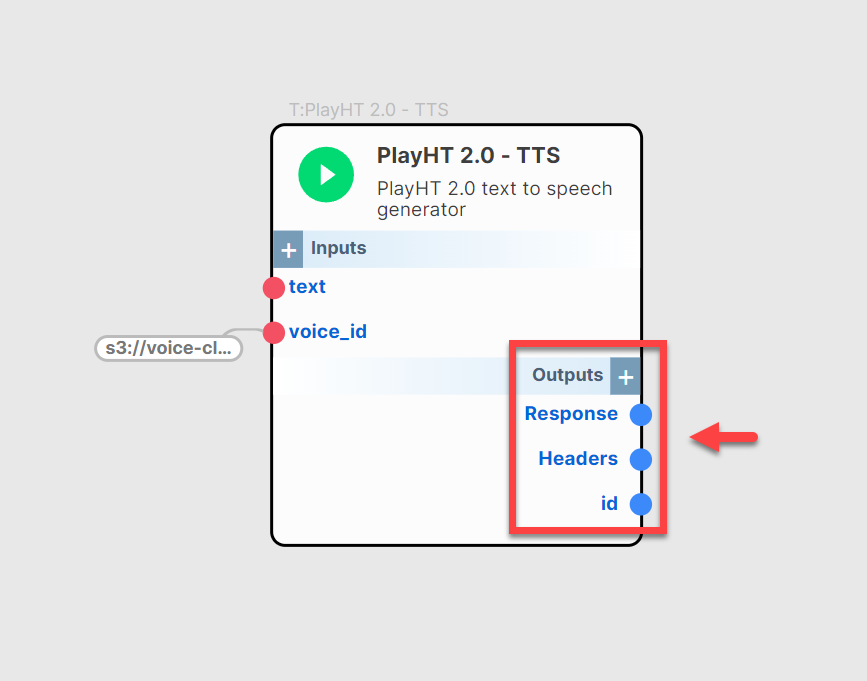 T:PlayHT 2.0 - TTS
PlayHT 2.0 - TTS
PlayHT 2.0 text to speech
generator
+ Inputs
text
voice_id
s3://voice-cl...
Outputs +
Response
Headers
id